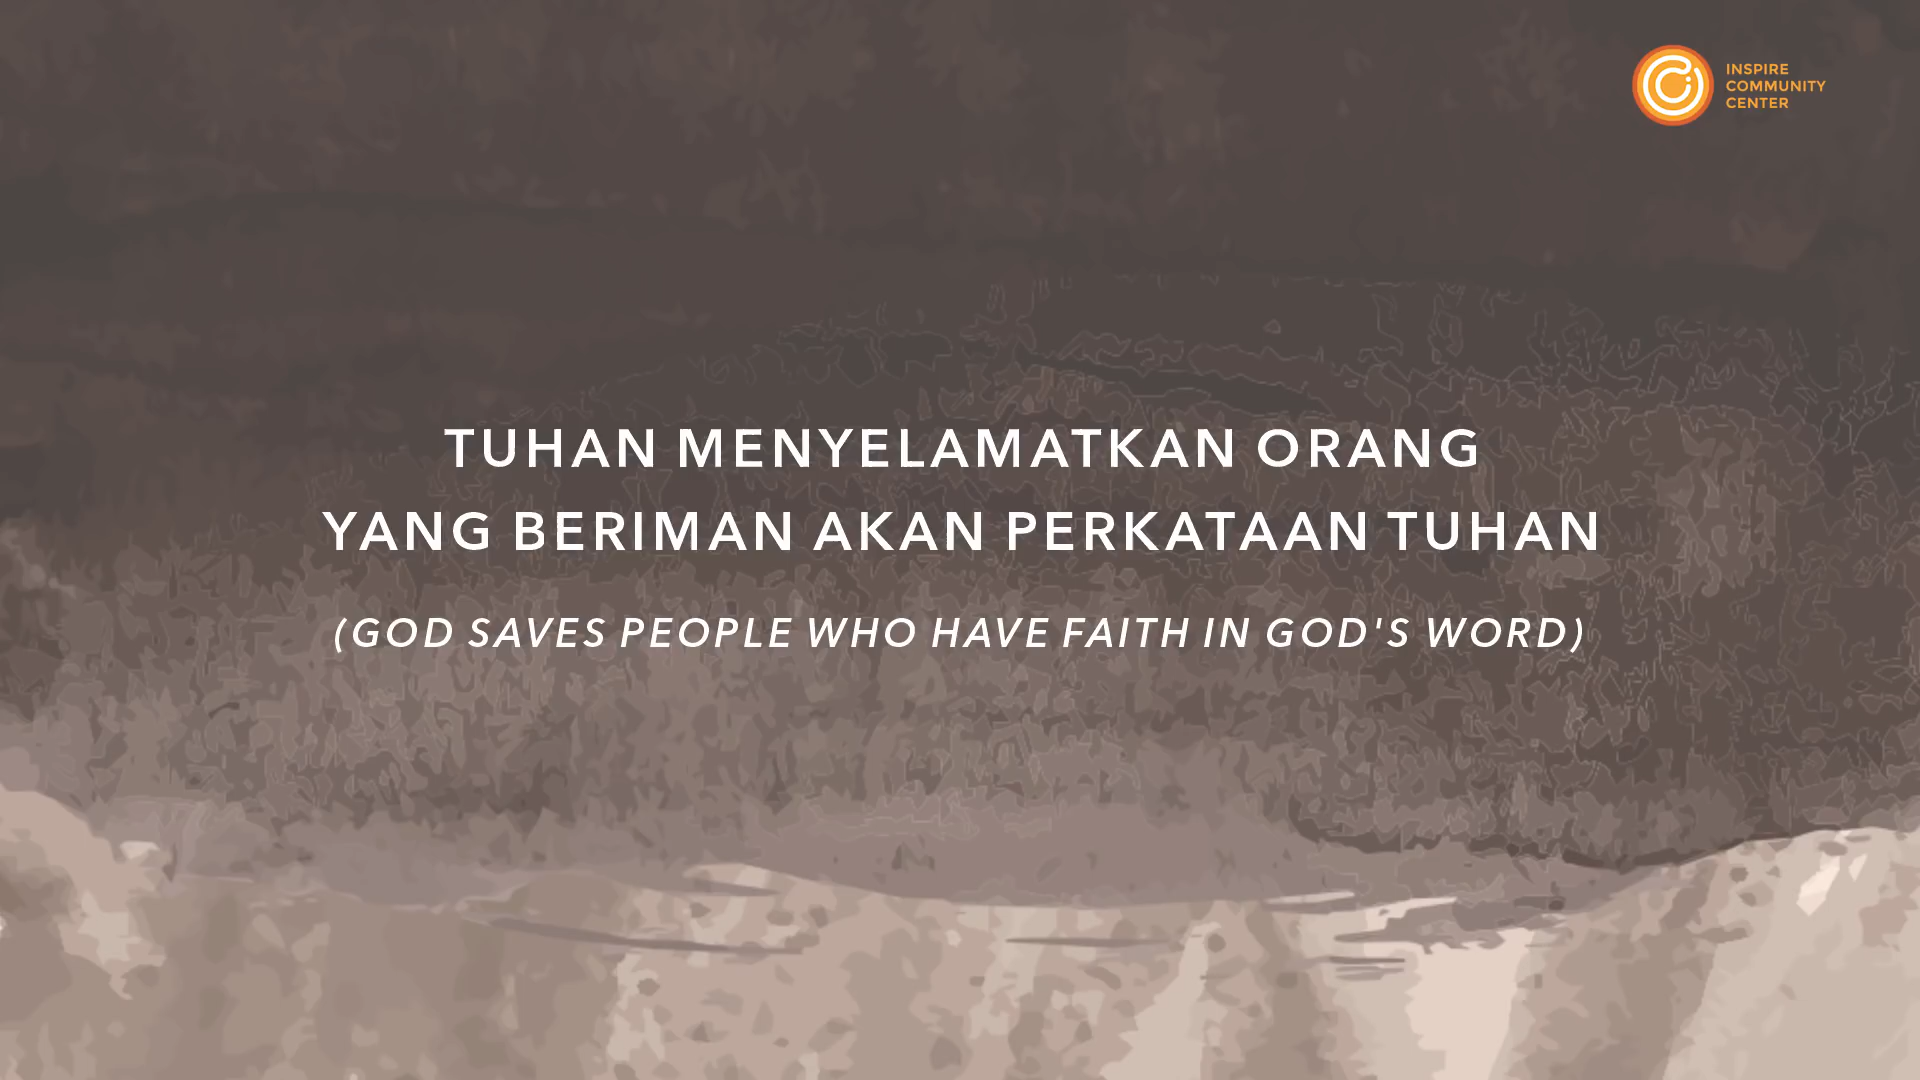 INSPIRE
COMMUNITY
CENTER
TUHAN MENYELAMATKAN ORANG
YANG BERIMAN AKAN PERKATAAN TUHAN
(GOD SAVES PEOPLE WHO HAVE FAITH IN GOD'S WORD)